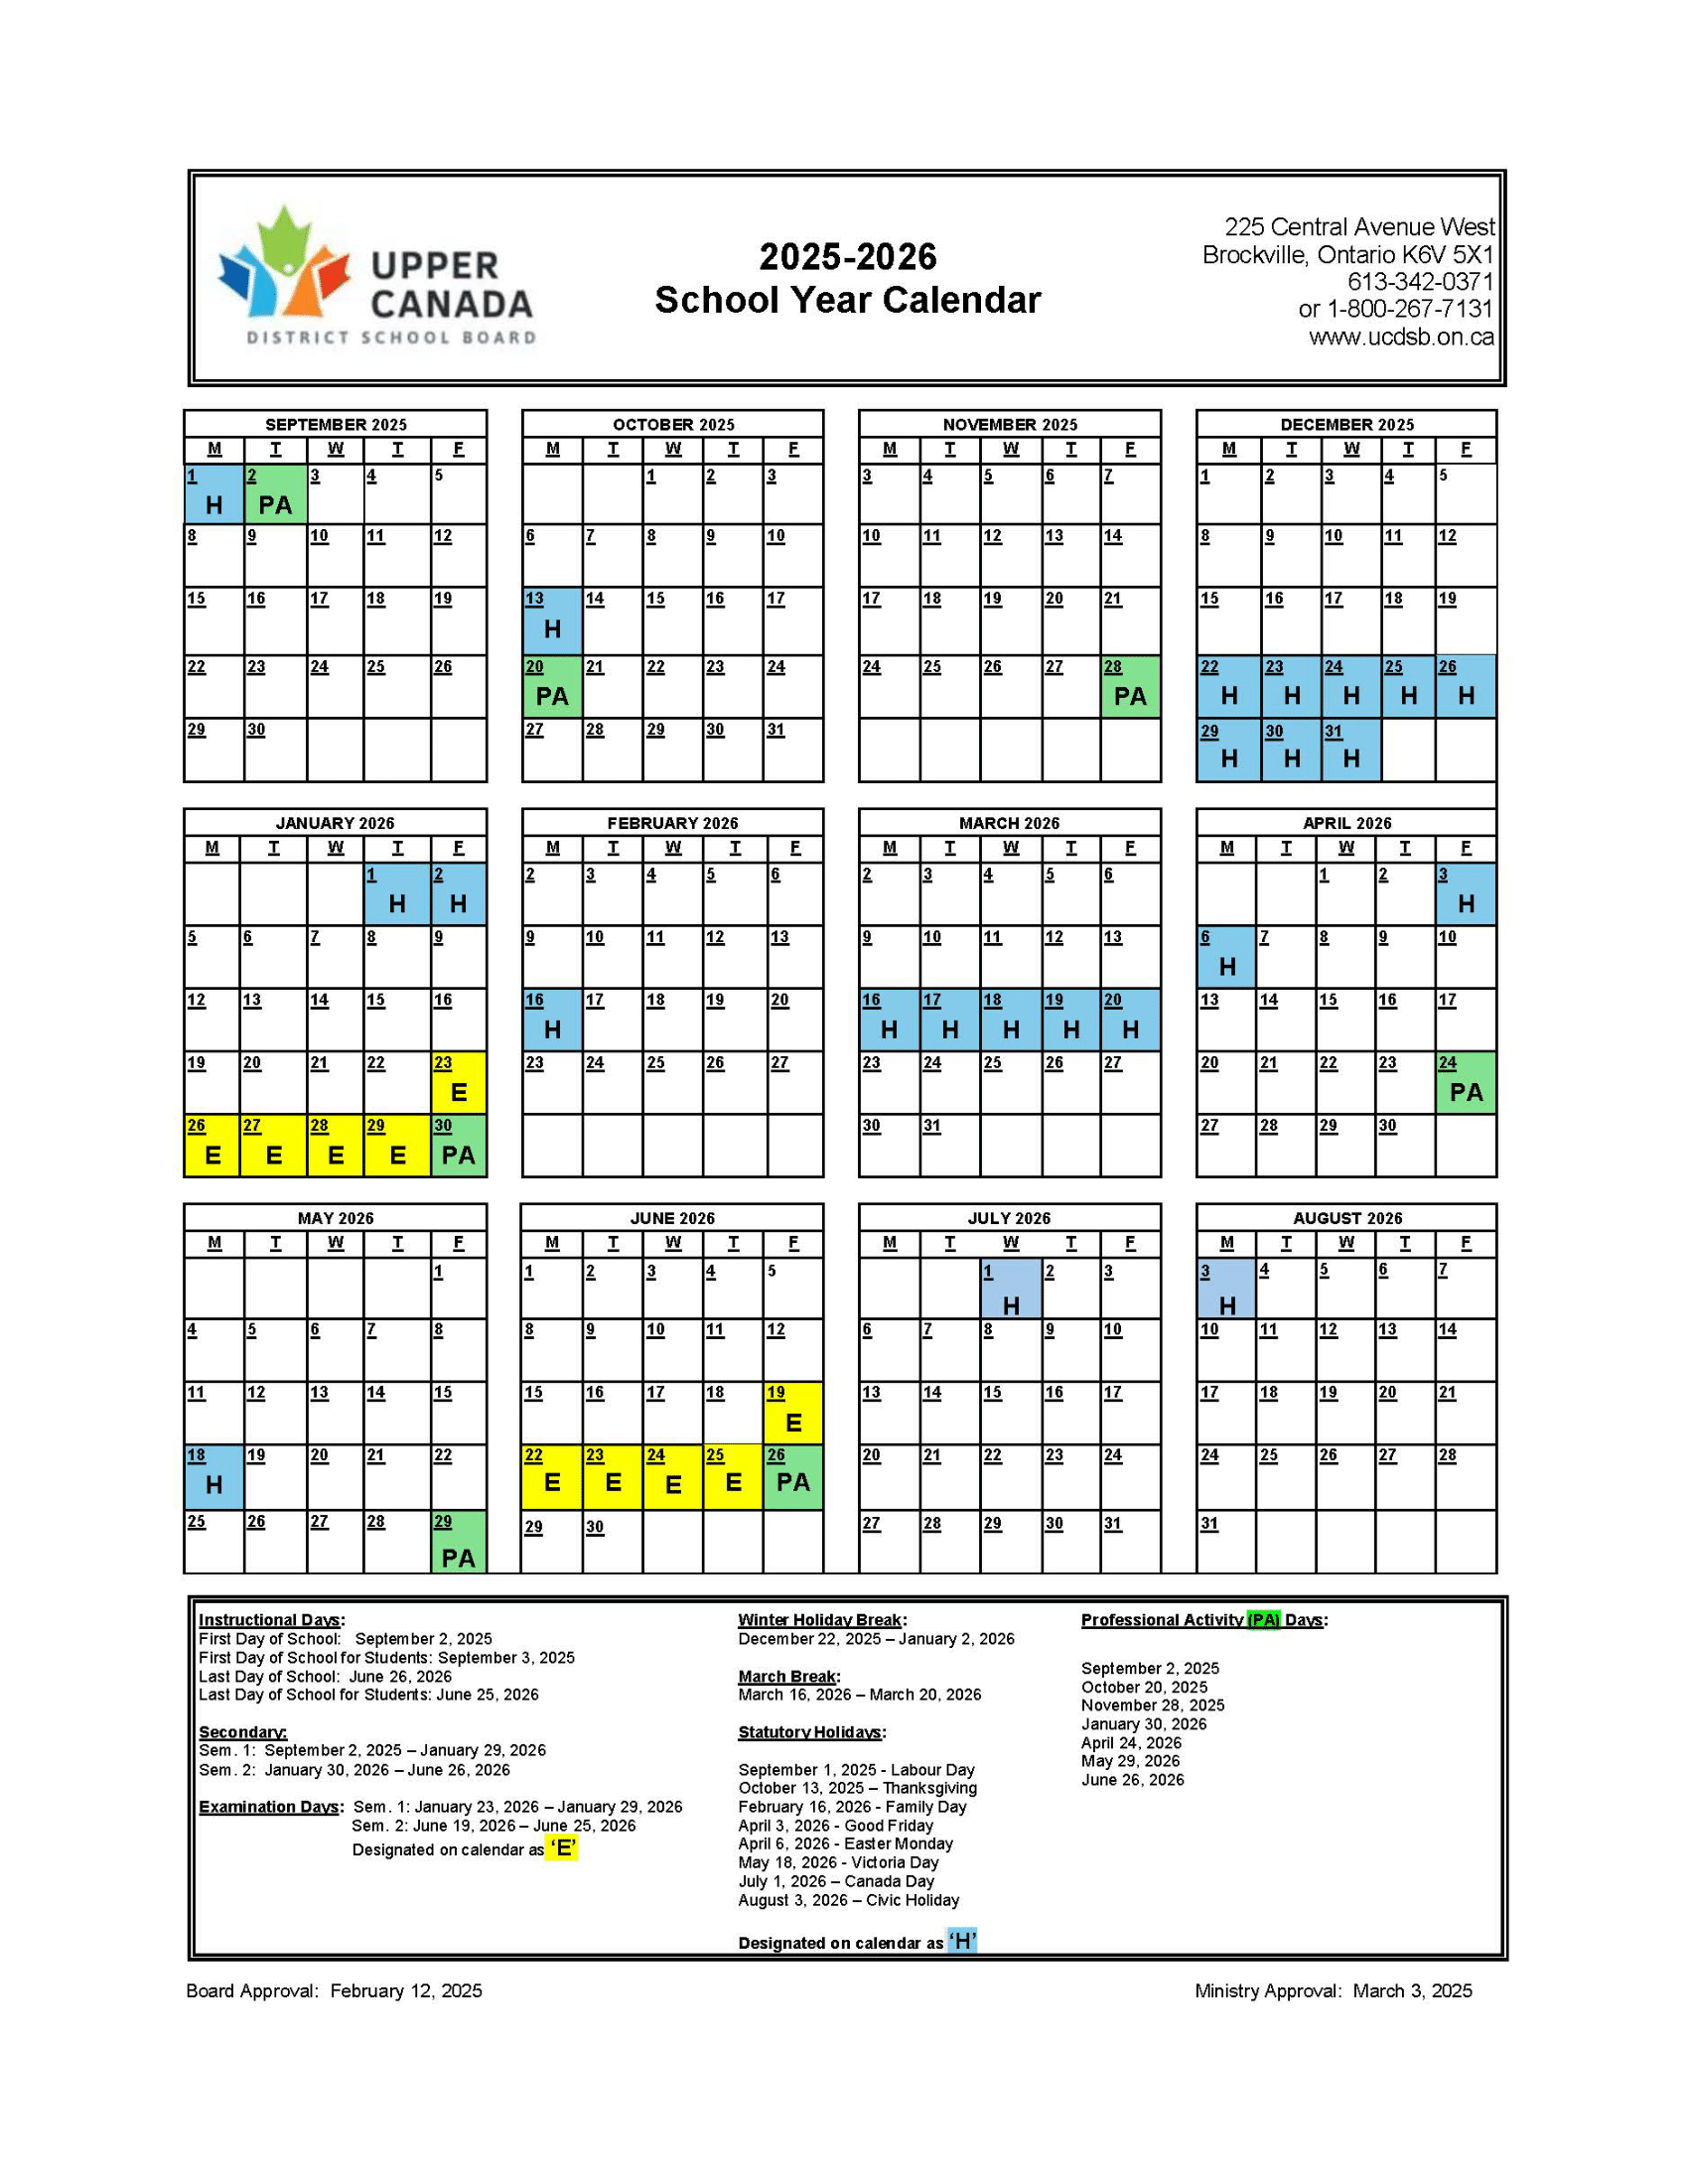 UPPER
CANADA
DISTRICT SCHOOL BOARD
2025-2026
School Year Calendar
225 Central Avenue West
Brockville, Ontario K6V 5X1
613-342-0371
or 1-800-267-7131
www.ucdsb.on.ca
SEPTEMBER 2025
M T W T F
1 2 3 4 5
H PA
8 9 10 11 12
15 16 17 18 19
22 23 24 25 26
29 30
OCTOBER 2025
M T W T F
1 2 3
6 7 8 9 10
13 14 15 16 17
H
20 21 22 23 24
PA
27 28 29 30 31
NOVEMBER 2025
M T W T F
3 4 5 6 7
10 11 12 13 14
17 18 19 20 21
24 25 26 27 28
PA
DECEMBER 2025
M T W T F
1 2 3 4 5
8 9 10 11 12
15 16 17 18 19
22 23 24 25 26
H H H H H
29 30 31
H H H
JANUARY 2026
M T W T F
1 2
H H
5 6 7 8 9
12 13 14 15 16
19 20 21 22 23
E
26 27 28 29 30
E E E E PA
FEBRUARY 2026
M T W T F
2 3 4 5 6
9 10 11 12 13
16 17 18 19 20
H
23 24 25 26 27
MARCH 2026
M T W T F
2 3 4 5 6
9 10 11 12 13
16 17 18 19 20
H H H H H
23 24 25 26 27
30 31
APRIL 2026
M T W T F
1 2 3
H
6 7 8 9 10
H
13 14 15 16 17
20 21 22 23 24
PA
27 28 29 30
MAY 2026
M T W T F
1
4 5 6 7 8
11 12 13 14 15
18 19 20 21 22
H
25 26 27 28 29
PA
JUNE 2026
M T W T F
1 2 3 4 5
8 9 10 11 12
15 16 17 18 19
E
22 23 24 25 26
E E E E PA
29 30
JULY 2026
M T W T F
1 2 3
H
6 7 8 9 10
13 14 15 16 17
20 21 22 23 24
27 28 29 30 31
AUGUST 2026
M T W T F
3 4 5 6 7
H
10 11 12 13 14
17 18 19 20 21
24 25 26 27 28
31
Instructional Days:
First Day of School: September 2, 2025
First Day of School for Students: September 3, 2025
Last Day of School: June 26, 2026
Last Day of School for Students: June 25, 2026
Secondary:
Sem. 1: September 2, 2025 – January 29, 2026
Sem. 2: January 30, 2026 – June 26, 2026
Examination Days: Sem. 1: January 23, 2026 – January 29, 2026
Sem. 2: June 19, 2026 – June 25, 2026
Designated on calendar as ‘E’
Winter Holiday Break:
December 22, 2025 – January 2, 2026
March Break:
March 16, 2026 – March 20, 2026
Statutory Holidays:
September 1, 2025 - Labour Day
October 13, 2025 – Thanksgiving
February 16, 2026 - Family Day
April 3, 2026 - Good Friday
April 6, 2026 - Easter Monday
May 18, 2026 - Victoria Day
July 1, 2026 – Canada Day
August 3, 2026 – Civic Holiday
Designated on calendar as ‘H’
Professional Activity (PA) Days:
September 2, 2025
October 20, 2025
November 28, 2025
January 30, 2026
April 24, 2026
May 29, 2026
June 26, 2026
Board Approval: February 12, 2025
Ministry Approval: March 3, 2025